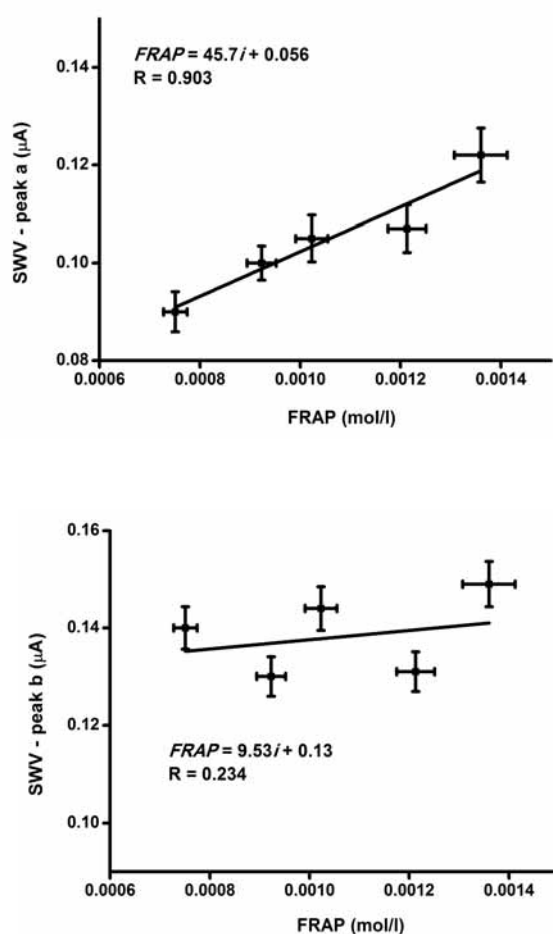 FRAP = 45.7i + 0.056
R = 0.903
SWV - peak a (µA)
0.14
0.12
0.10
0.08
0.0006 0.0008 0.0010 0.0012 0.0014
FRAP (mol/l)
0.16
0.14
0.12
0.10
SWV - peak b (µA)
FRAP = 9.53i + 0.13
R = 0.234
0.0006 0.0008 0.0010 0.0012 0.0014
FRAP (mol/l)